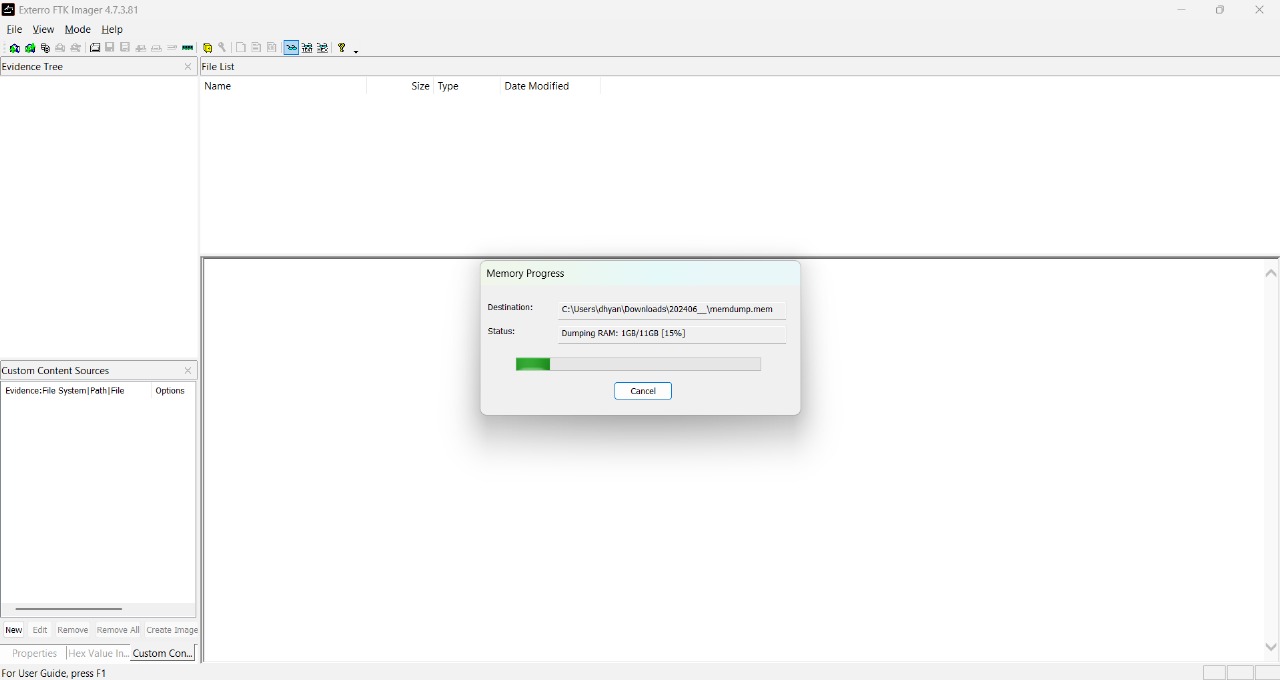 Exterro FTK Imager 4.7.3.81
File View Mode Help
Evidence Tree
File List
Name Size Type Date Modified
Memory Progress
Destination: C:\Users\dhyan\Downloads\202406__\memdump.mem
Status: Dumping RAM: 1GB/11GB [15%]
Cancel
Custom Content Sources
Evidence:File System|Path|File Options
New Edit Remove Remove All Create Image
Properties Hex Value In... Custom Con...
For User Guide, press F1